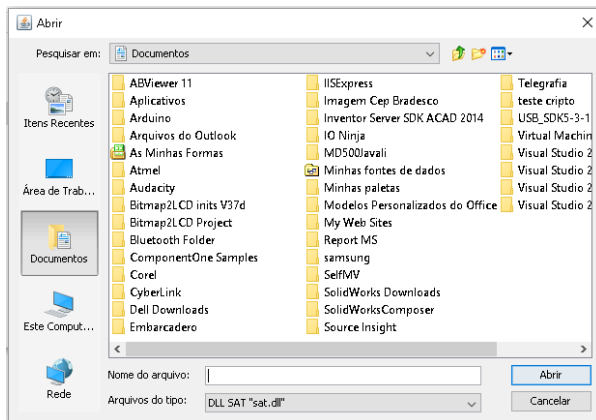 Abrir
Pesquisar em: Documentos
Itens Recentes
Área de Trab...
Documentos
Este Comput...
Rede
ABViewer 11
Aplicativos
Arduino
Arquivos do Outlook
As Minhas Formas
Atmel
Audacity
Bitmap2LCD inits V37d
Bitmap2LCD Project
Bluetooth Folder
ComponentOne Samples
Corel
CyberLink
Dell Downloads
Embarcadero
IISExpress
Imagem Cep Bradesco
Inventor Server SDK ACAD 2014
IO Ninja
MD500Javali
Minhas fontes de dados
Minhas paletas
Modelos Personalizados do Office
My Web Sites
Report MS
samsung
SelfMV
SolidWorks Downloads
SolidWorksComposer
Source Insight
Telegrafia
teste cripto
USB_SDK5-3-1
Virtual Machin
Visual Studio 2
Visual Studio 2
Visual Studio 2
Nome do arquivo:
Abrir
Arquivos do tipo: DLL SAT "sat.dll"
Cancelar